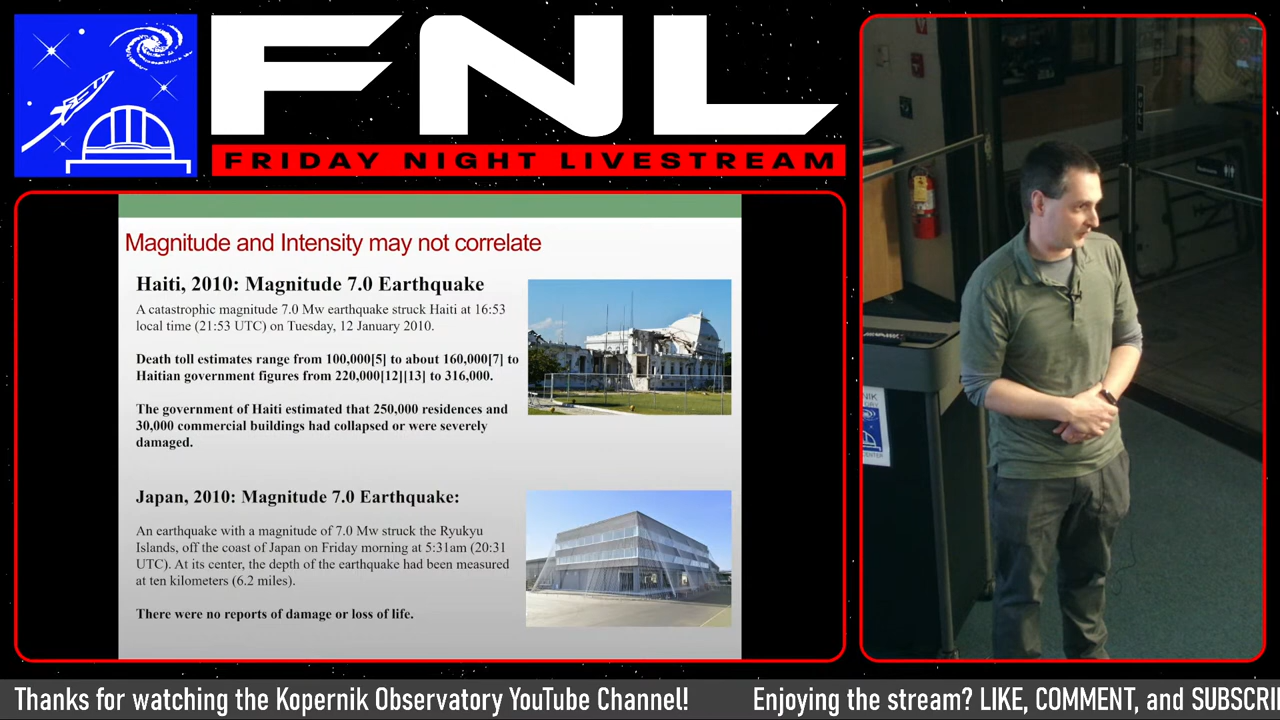 FNL
FRIDAY NIGHT LIVESTREAM
Magnitude and Intensity may not correlate
Haiti, 2010: Magnitude 7.0 Earthquake
A catastrophic magnitude 7.0 Mw earthquake struck Haiti at 16:53
local time (21:53 UTC) on Tuesday, 12 January 2010.
Death toll estimates range from 100,000[5] to about 160,000[7] to
Haitian government figures from 220,000[12][13] to 316,000.
The government of Haiti estimated that 250,000 residences and
30,000 commercial buildings had collapsed or were severely
damaged.
Japan, 2010: Magnitude 7.0 Earthquake:
An earthquake with a magnitude of 7.0 Mw struck the Ryukyu
Islands, off the coast of Japan on Friday morning at 5:31am (20:31
UTC). At its center, the depth of the earthquake had been measured
at ten kilometers (6.2 miles).
There were no reports of damage or loss of life.
PULL
NIK
CENTER
Thanks for watching the Kopernik Observatory YouTube Channel!
Enjoying the stream? LIKE, COMMENT, and SUBSCRI